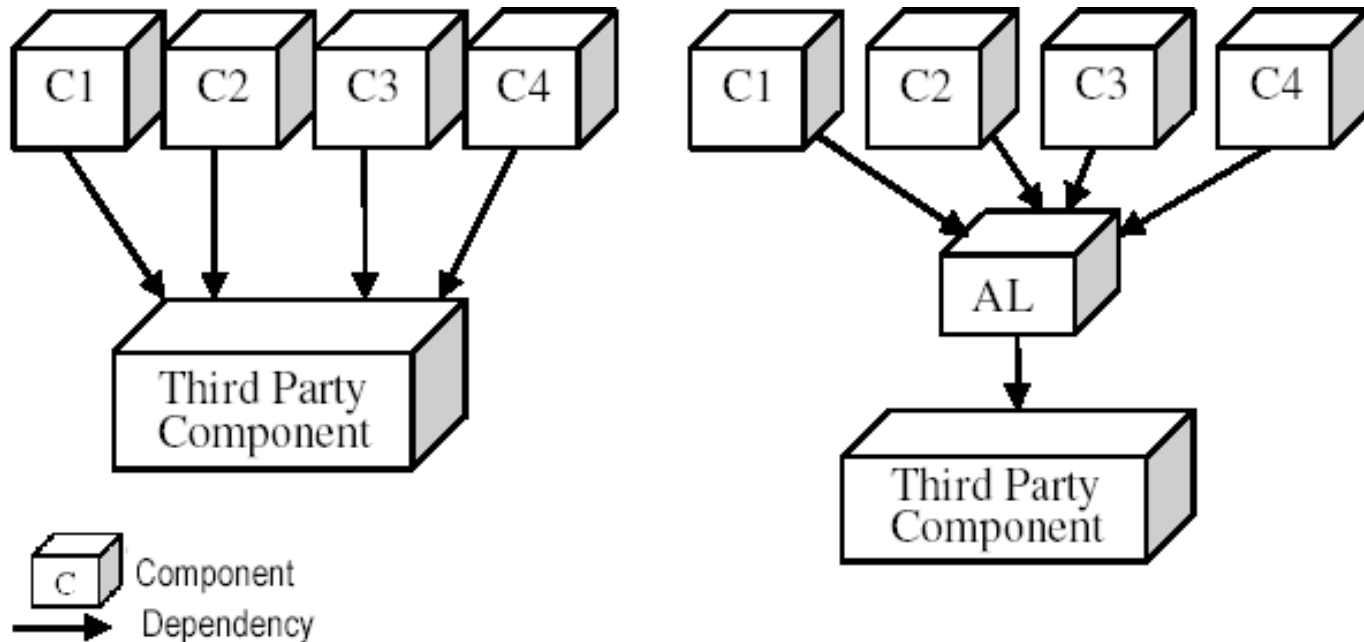 C1 C2 C3 C4
Third Party
Component
C1 C2 C3 C4
AL
Third Party
Component
C Component
Dependency